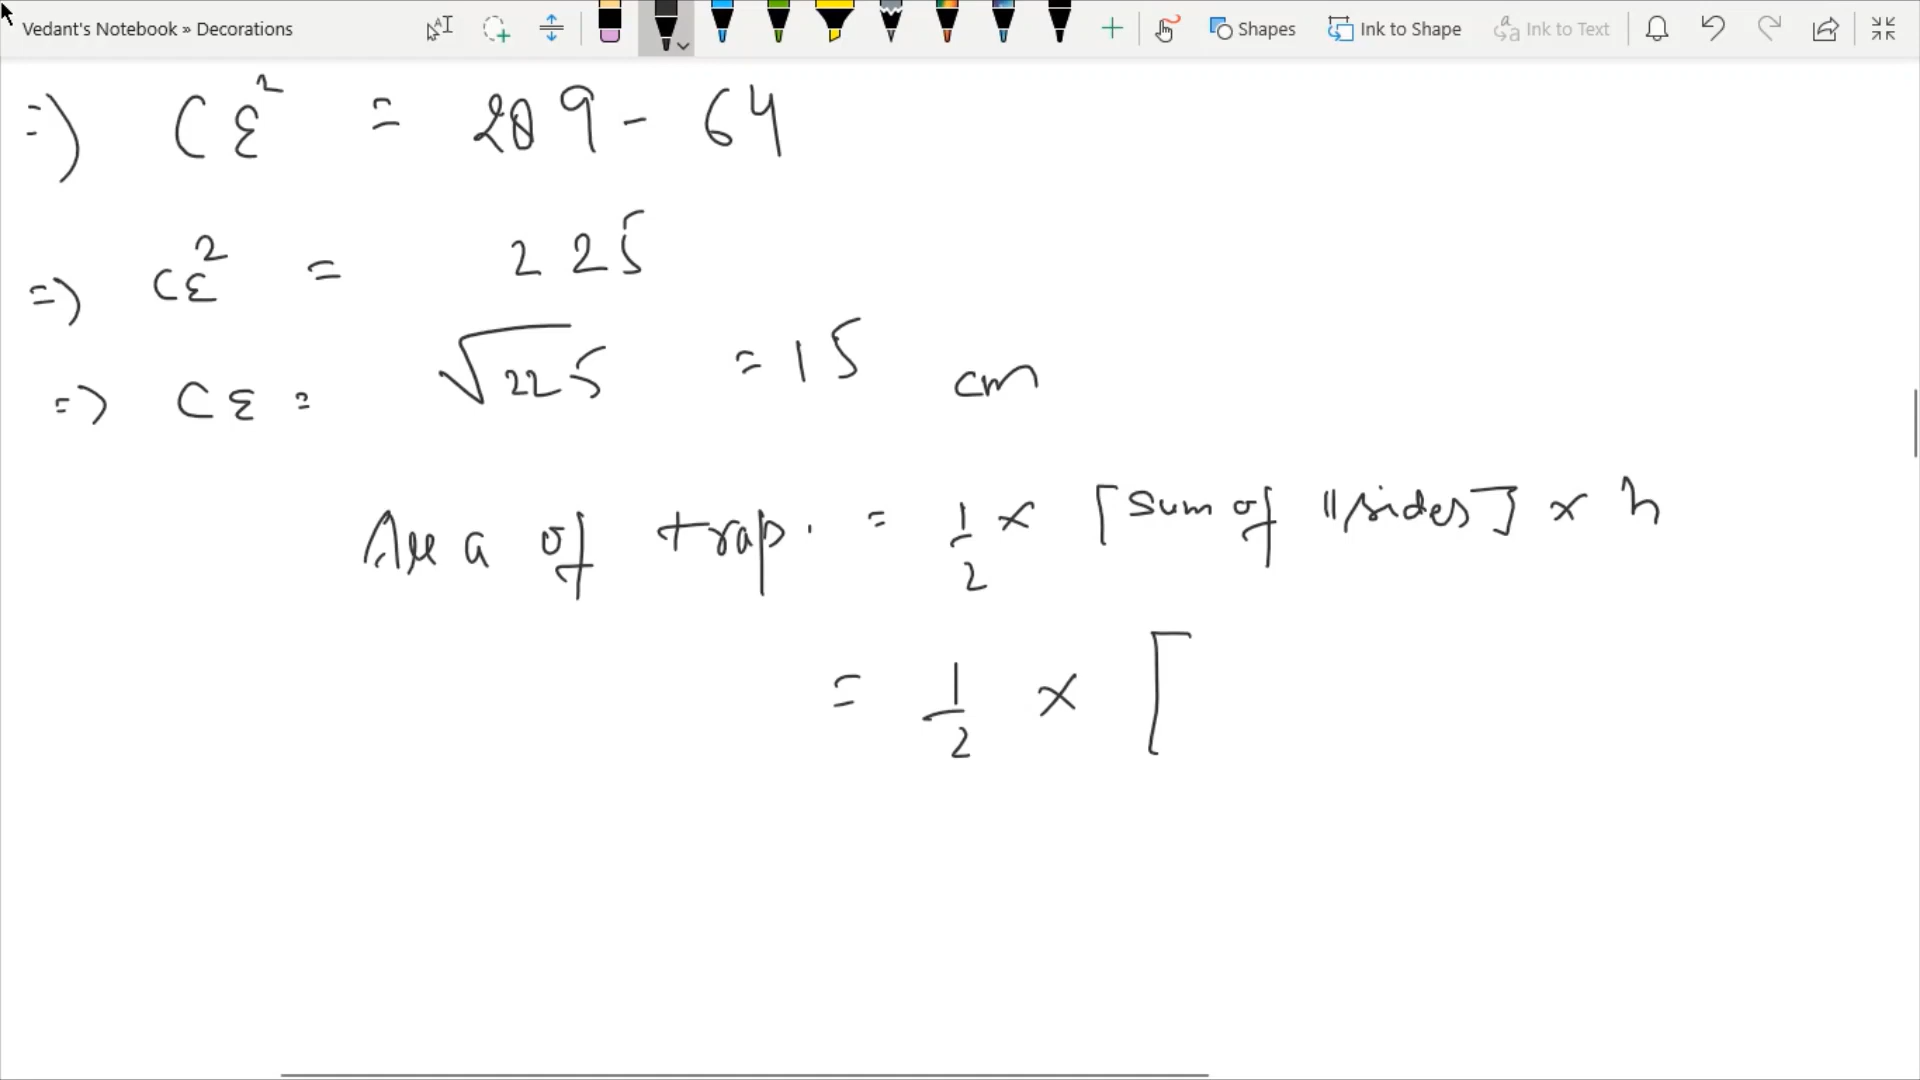 Vedant's Notebook » Decorations
Shapes
Ink to Shape
Ink to Text
=> CE² = 289 - 64
=> CE² = 225
=> CE = √225 = 15 cm
Area of trap. = 1/2 × [Sum of ||sides] × h
= 1/2 × [